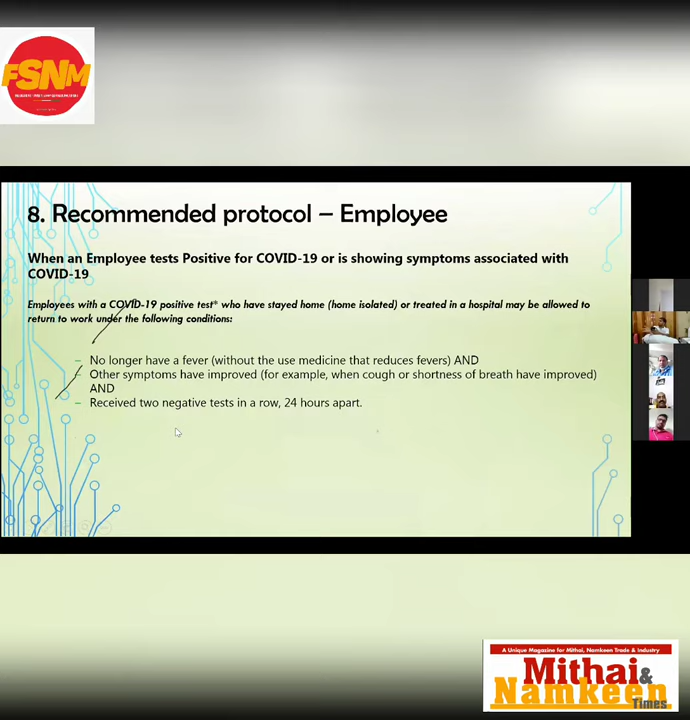 FSNM
8. Recommended protocol – Employee
When an Employee tests Positive for COVID-19 or is showing symptoms associated with
COVID-19
Employees with a COVID-19 positive test* who have stayed home (home isolated) or treated in a hospital may be allowed to
return to work under the following conditions:
– No longer have a fever (without the use medicine that reduces fevers) AND
– Other symptoms have improved (for example, when cough or shortness of breath have improved)
AND
– Received two negative tests in a row, 24 hours apart.
A Unique Magazine for Mithai, Namkeen Trade & Industry
Mithai &
Namkeen
Times